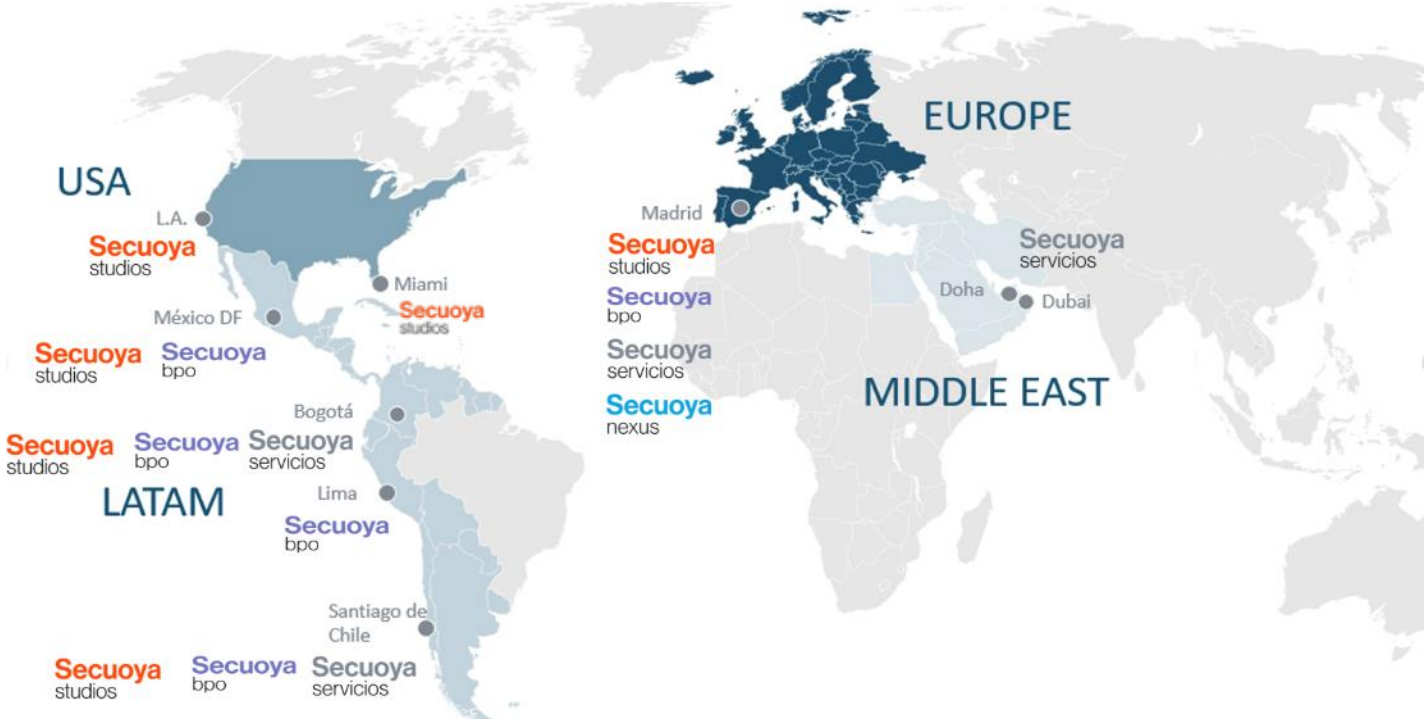 USA
L.A.
Secuoya
studios
Miami
Secuoya
studios
México DF
Secuoya
studios
Secuoya
bpo
Bogotá
Secuoya
studios
Secuoya
bpo
Secuoya
servicios
LATAM
Lima
Secuoya
bpo
Santiago de
Chile
Secuoya
studios
Secuoya
bpo
Secuoya
servicios
EUROPE
Madrid
Secuoya
studios
Secuoya
bpo
Secuoya
servicios
Secuoya
nexus
Secuoya
servicios
Doha
Dubai
MIDDLE EAST